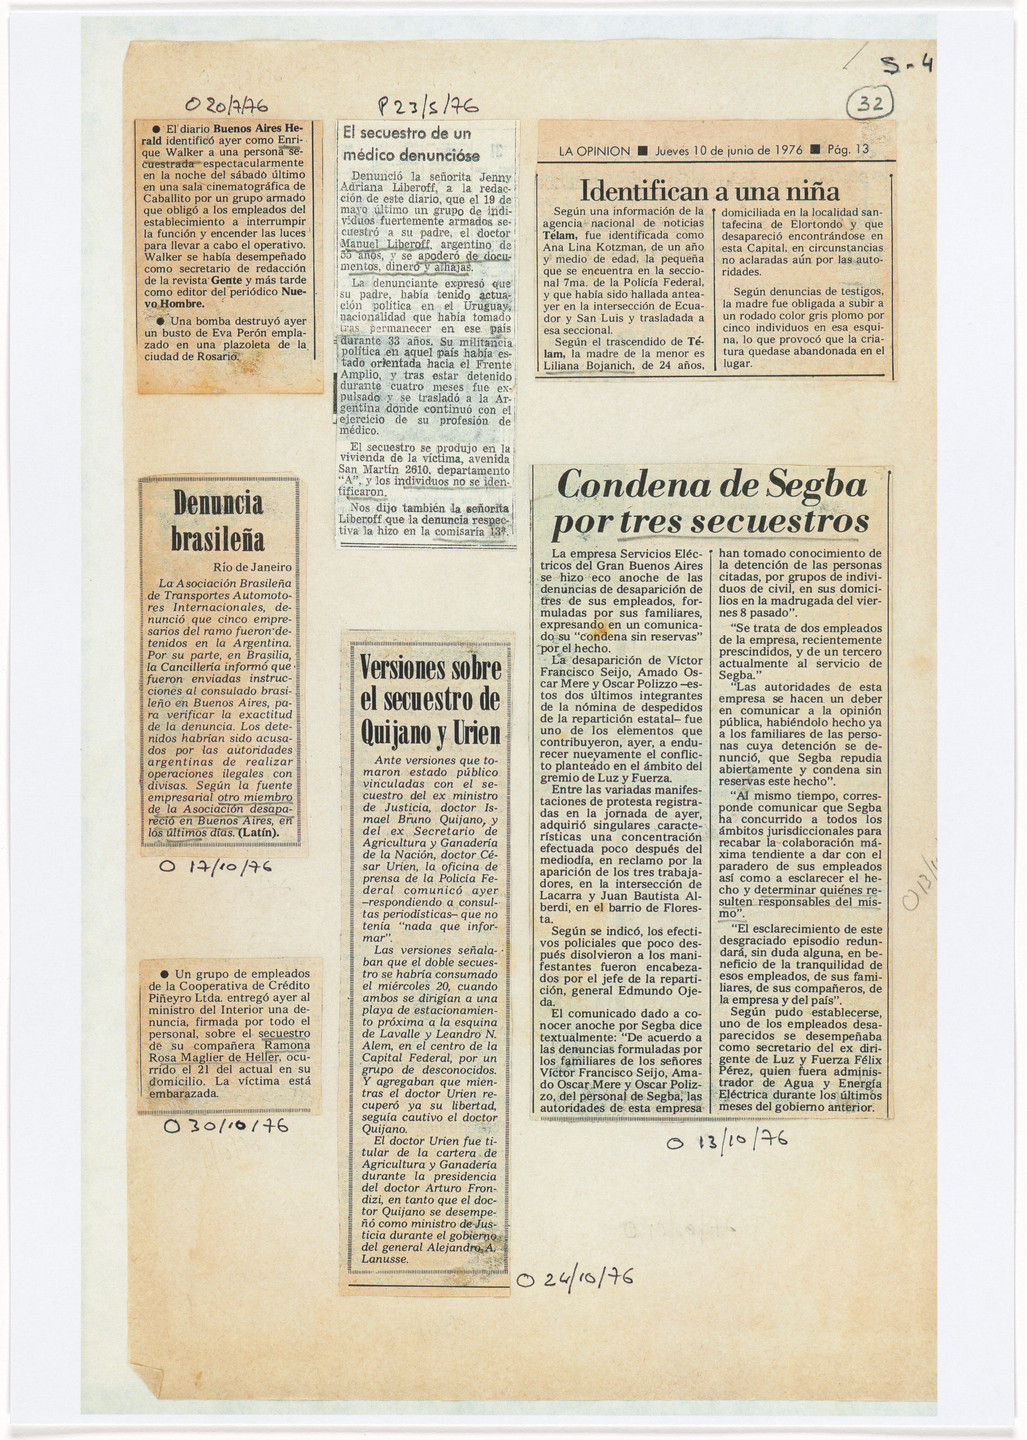 S-4
32
O 20/7/76
● El diario Buenos Aires He-
rald identificó ayer como Enri-
que Walker a una persona se-
cuestrada espectacularmente
en la noche del sábado último
en una sala cinematográfica de
Caballito por un grupo armado
que obligó a los empleados del
establecimiento a interrumpir
la función y encender las luces
para llevar a cabo el operativo.
Walker se había desempeñado
como secretario de redacción
de la revista Gente y más tarde
como editor del periódico Nue-
vo Hombre.
● Una bomba destruyó ayer
un busto de Eva Perón empla-
zado en una plazoleta de la
ciudad de Rosario.
P 23/5/76
El secuestro de un
médico denuncióse
Denunció la señorita Jenny
Adriana Liberoff, a la redac-
ción de este diario, que el 19 de
mayo último un grupo de indi-
viduos fuertemente armados se-
cuestró a su padre, el doctor
Manuel Liberoff, argentino de
55 años, y se apoderó de docu-
mentos, dinero y alhajas.
La denunciante expresó que
su padre, había tenido actua-
ción política en el Uruguay,
nacionalidad que había tomado
tras permanecer en ese país
durante 33 años. Su militancia
política en aquel país había es-
tado orientada hacia el Frente
Amplio, y tras estar detenido
durante cuatro meses fue ex-
pulsado y se trasladó a la Ar-
gentina donde continuó con el
ejercicio de su profesión de
médico.
El secuestro se produjo en la
vivienda de la víctima, avenida
San Martín 2610, departamento
"A", y los individuos no se iden-
tificaron.
Nos dijo también la señorita
Liberoff que la denuncia respec-
tiva la hizo en la comisaría 13ª.
LA OPINION ■ Jueves 10 de junio de 1976 ■ Pág. 13
Identifican a una niña
Según una información de la
agencia nacional de noticias
Télam, fue identificada como
Ana Lina Kotzman, de un año
y medio de edad, la pequeña
que se encuentra en la seccio-
nal 7ma. de la Policía Federal,
y que había sido hallada antea-
yer en la intersección de Ecua-
dor y San Luis y trasladada a
esa seccional.
Según el trascendido de Té-
lam, la madre de la menor es
Liliana Bojanich, de 24 años,
domiciliada en la localidad san-
tafecina de Elortondo y que
desapareció encontrándose en
esta Capital, en circunstancias
no aclaradas aún por las auto-
ridades.
Según denuncias de testigos,
la madre fue obligada a subir a
un rodado color gris plomo por
cinco individuos en esa esqui-
na, lo que provocó que la cria-
tura quedase abandonada en el
lugar.
Denuncia
brasileña
Río de Janeiro
La Asociación Brasileña
de Transportes Automoto-
res Internacionales, de-
nunció que cinco empre-
sarios del ramo fueron de-
tenidos en la Argentina.
Por su parte, en Brasilia,
la Cancillería informó que
fueron enviadas instruc-
ciones al consulado brasi-
leño en Buenos Aires, pa-
ra verificar la exactitud
de la denuncia. Los dete-
nidos habrían sido acusa-
dos por las autoridades
argentinas de realizar
operaciones ilegales con
divisas. Según la fuente
empresarial otro miembro
de la Asociación desapa-
reció en Buenos Aires, en
los últimos días. (Latín).
O 17/10/76
● Un grupo de empleados
de la Cooperativa de Crédito
Piñeyro Ltda. entregó ayer al
ministro del Interior una de-
nuncia, firmada por todo el
personal, sobre el secuestro
de su compañera Ramona
Rosa Maglier de Heller, ocu-
rrido el 21 del actual en su
domicilio. La víctima está
embarazada.
O 30/10/76
Versiones sobre
el secuestro de
Quijano y Urien
Ante versiones que to-
maron estado público
vinculadas con el se-
cuestro del ex ministro
de Justicia, doctor Is-
mael Bruno Quijano, y
del ex Secretario de
Agricultura y Ganadería
de la Nación, doctor Cé-
sar Urien, la oficina de
prensa de la Policía Fe-
deral comunicó ayer
–respondiendo a consul-
tas periodísticas– que no
tenía "nada que infor-
mar".
Las versiones señala-
ban que el doble secues-
tro se habría consumado
el miércoles 20, cuando
ambos se dirigían a una
playa de estacionamien-
to próxima a la esquina
de Lavalle y Leandro N.
Alem, en el centro de la
Capital Federal, por un
grupo de desconocidos.
Y agregaban que mien-
tras el doctor Urien re-
cuperó ya su libertad,
seguía cautivo el doctor
Quijano.
El doctor Urien fue ti-
tular de la cartera de
Agricultura y Ganadería
durante la presidencia
del doctor Arturo Fron-
dizi, en tanto que el doc-
tor Quijano se desempe-
ñó como ministro de Jus-
ticia durante el gobierno
del general Alejandro A.
Lanusse.
O 24/10/76
Condena de Segba
por tres secuestros
La empresa Servicios Eléc-
tricos del Gran Buenos Aires
se hizo eco anoche de las
denuncias de desaparición de
tres de sus empleados, for-
muladas por sus familiares,
expresando en un comunica-
do su "condena sin reservas"
por el hecho.
La desaparición de Víctor
Francisco Seijo, Amado Os-
car Mere y Oscar Polizzo –es-
tos dos últimos integrantes
de la nómina de despedidos
de la repartición estatal– fue
uno de los elementos que
contribuyeron, ayer, a endu-
recer nuevamente el conflic-
to planteado en el ámbito del
gremio de Luz y Fuerza.
Entre las variadas manifes-
taciones de protesta registra-
das en la jornada de ayer,
adquirió singulares caracte-
rísticas una concentración
efectuada poco después del
mediodía, en reclamo por la
aparición de los tres trabaja-
dores, en la intersección de
Lacarra y Juan Bautista Al-
berdi, en el barrio de Flores-
ta.
Según se indicó, los efecti-
vos policiales que poco des-
pués disolvieron a los mani-
festantes fueron encabeza-
dos por el jefe de la reparti-
ción, general Edmundo Oje-
da.
El comunicado dado a co-
nocer anoche por Segba dice
textualmente: "De acuerdo a
las denuncias formuladas por
los familiares de los señores
Víctor Francisco Seijo, Ama-
do Oscar Mere y Oscar Poliz-
zo, del personal de Segba, las
autoridades de esta empresa
han tomado conocimiento de
la detención de las personas
citadas, por grupos de indivi-
duos de civil, en sus domici-
lios en la madrugada del vier-
nes 8 pasado".
"Se trata de dos empleados
de la empresa, recientemente
prescindidos, y de un tercero
actualmente al servicio de
Segba."
"Las autoridades de esta
empresa se hacen un deber
en comunicar a la opinión
pública, habiéndolo hecho ya
a los familiares de las perso-
nas cuya detención se de-
nunció, que Segba repudia
abiertamente y condena sin
reservas este hecho".
"Al mismo tiempo, corres-
ponde comunicar que Segba
ha concurrido a todos los
ámbitos jurisdiccionales para
recabar la colaboración má-
xima tendiente a dar con el
paradero de sus empleados
así como a esclarecer el he-
cho y determinar quiénes re-
sulten responsables del mis-
mo".
"El esclarecimiento de este
desgraciado episodio redun-
dará, sin duda alguna, en be-
neficio de la tranquilidad de
esos empleados, de sus fami-
liares, de sus compañeros, de
la empresa y del país".
Según pudo establecerse,
uno de los empleados desa-
parecidos se desempeñaba
como secretario del ex diri-
gente de Luz y Fuerza Félix
Pérez, quien fuera adminis-
trador de Agua y Energía
Eléctrica durante los últimos
meses del gobierno anterior.
O 13/10/76